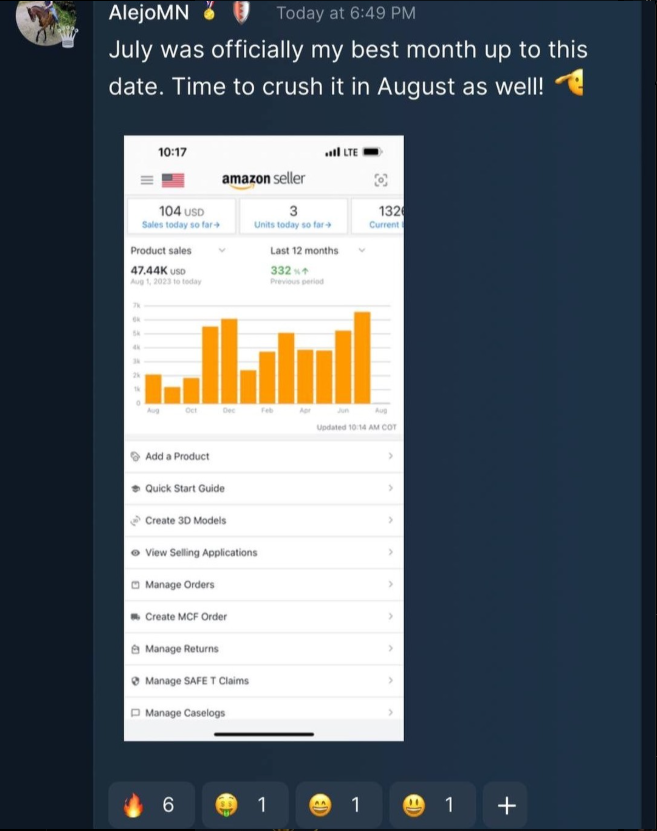 AlejoMN Today at 6:49 PM
July was officially my best month up to this
date. Time to crush it in August as well!
10:17 LTE
amazon seller
104 USD 3 132
Sales today so far Units today so far Current
Product sales Last 12 months
47.44K USD 332 %
Aug 1, 2023 to today Previous period
7k
6k
5k
4k
3k
2k
1k
0
Aug Oct Dec Feb Apr Jun Aug
Updated 10:14 AM COT
Add a Product
Quick Start Guide
Create 3D Models
View Selling Applications
Manage Orders
Create MCF Order
Manage Returns
Manage SAFE T Claims
Manage Caselogs
6 1 1 1 +